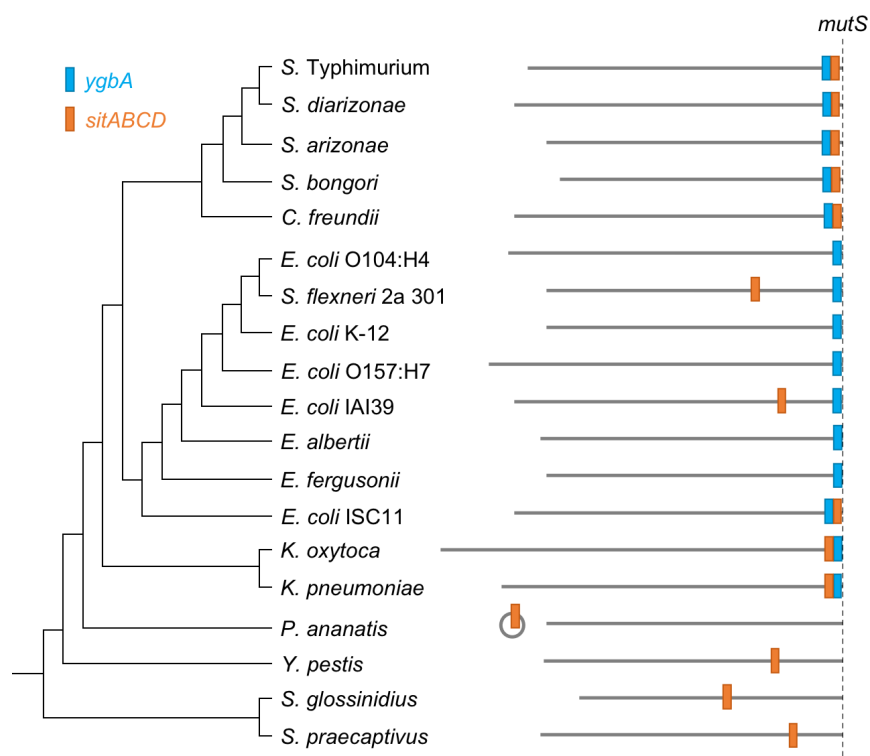 mutS
ygbA
sitABCD
S. Typhimurium
S. diarizonae
S. arizonae
S. bongori
C. freundii
E. coli O104:H4
S. flexneri 2a 301
E. coli K-12
E. coli O157:H7
E. coli IAI39
E. albertii
E. fergusonii
E. coli ISC11
K. oxytoca
K. pneumoniae
P. ananatis
Y. pestis
S. glossinidius
S. praecaptivus